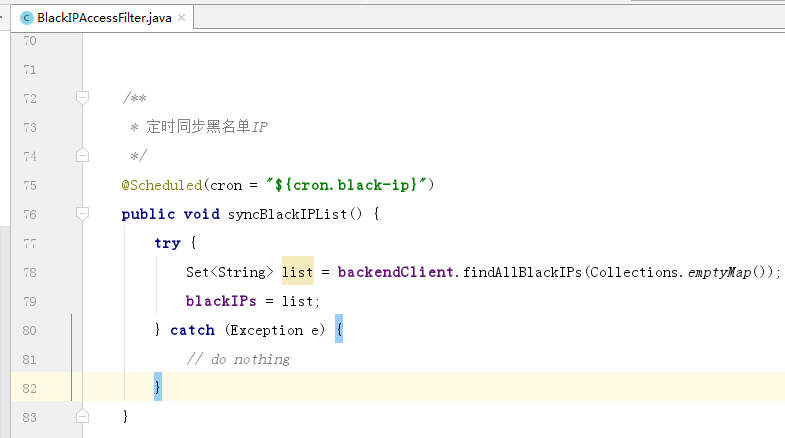 BlackIPAccessFilter.java
70
71
72 /**
73 * 定时同步黑名单IP
74 */
75 @Scheduled(cron = "${cron.black-ip}")
76 public void syncBlackIPList() {
77 try {
78 Set<String> list = backendClient.findAllBlackIPs(Collections.emptyMap());
79 blackIPs = list;
80 } catch (Exception e) {
81 // do nothing
82 }
83 }